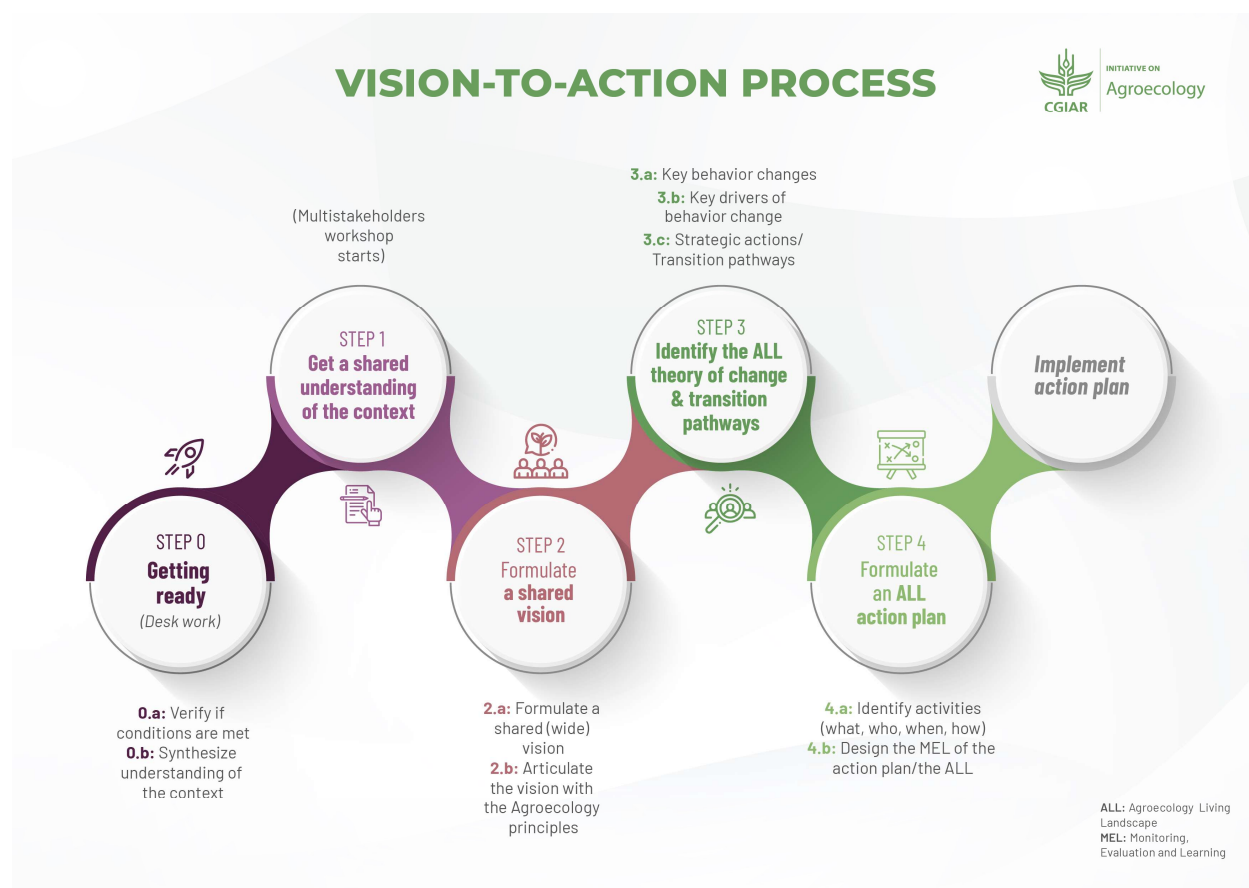 VISION-TO-ACTION PROCESS
INITIATIVE ON
Agroecology
CGIAR
STEP 0
Getting
ready
(Desk work)
0.a: Verify if
conditions are met
0.b: Synthesize
understanding of
the context
(Multistakeholders
workshop
starts)
STEP 1
Get a shared
understanding
of the context
STEP 2
Formulate
a shared
vision
2.a: Formulate a
shared (wide)
vision
2.b: Articulate
the vision with
the Agroecology
principles
3.a: Key behavior changes
3.b: Key drivers of
behavior change
3.c: Strategic actions/
Transition pathways
STEP 3
Identify the ALL
theory of change
& transition
pathways
STEP 4
Formulate
an ALL
action plan
4.a: Identify activities
(what, who, when, how)
4.b: Design the MEL of the
action plan/the ALL
Implement
action plan
ALL: Agroecology Living
Landscape
MEL: Monitoring,
Evaluation and Learning